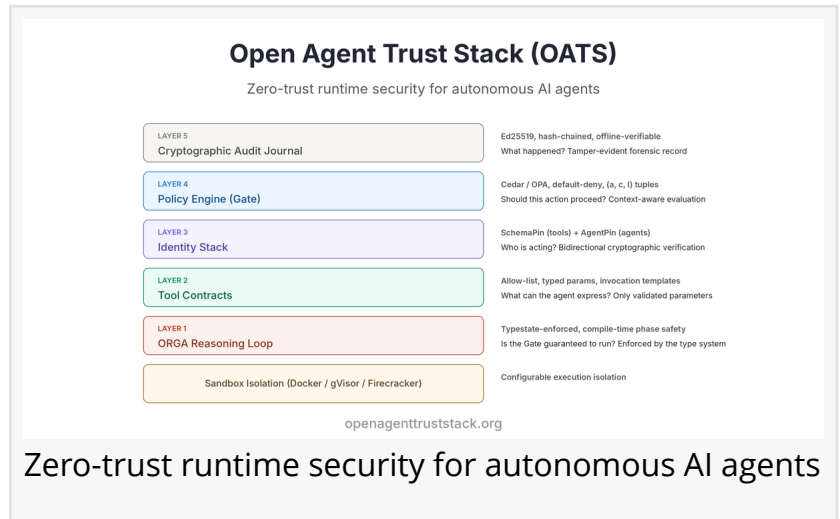 Open Agent Trust Stack (OATS)
Zero-trust runtime security for autonomous AI agents
LAYER 5
Cryptographic Audit Journal
Ed25519, hash-chained, offline-verifiable
What happened? Tamper-evident forensic record
LAYER 4
Policy Engine (Gate)
Cedar / OPA, default-deny, (a, c, I) tuples
Should this action proceed? Context-aware evaluation
LAYER 3
Identity Stack
SchemaPin (tools) + AgentPin (agents)
Who is acting? Bidirectional cryptographic verification
LAYER 2
Tool Contracts
Allow-list, typed params, invocation templates
What can the agent express? Only validated parameters
LAYER 1
ORGA Reasoning Loop
Typestate-enforced, compile-time phase safety
Is the Gate guaranteed to run? Enforced by the type system
Sandbox Isolation (Docker / gVisor / Firecracker)
Configurable execution isolation
openagenttruststack.org
Zero-trust runtime security for autonomous AI agents